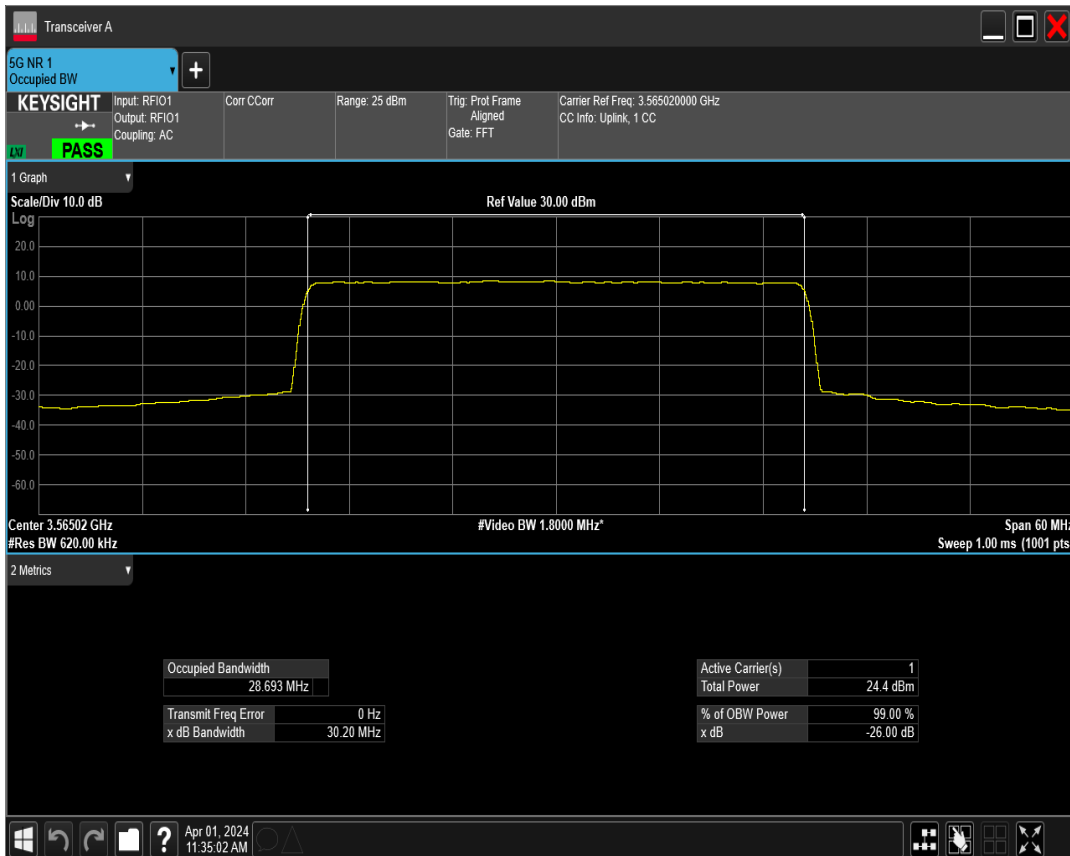 Transceiver A
5G NR 1
Occupied BW
+
KEYSIGHT
Input: RFIO1
Output: RFIO1
Coupling: AC
Corr CCorr
Range: 25 dBm
Trig: Prot Frame
Aligned
Gate: FFT
Carrier Ref Freq: 3.565020000 GHz
CC Info: Uplink, 1 CC
LXI
PASS
1 Graph
Scale/Div 10.0 dB
Ref Value 30.00 dBm
Log
20.0
10.0
0.00
-10.0
-20.0
-30.0
-40.0
-50.0
-60.0
Center 3.56502 GHz
#Video BW 1.8000 MHz*
Span 60 MHz
#Res BW 620.00 kHz
Sweep 1.00 ms (1001 pts
2 Metrics
Occupied Bandwidth
28.693 MHz
Transmit Freq Error 0 Hz
x dB Bandwidth 30.20 MHz
Active Carrier(s) 1
Total Power 24.4 dBm
% of OBW Power 99.00 %
x dB -26.00 dB
?
Apr 01, 2024
11:35:02 AM